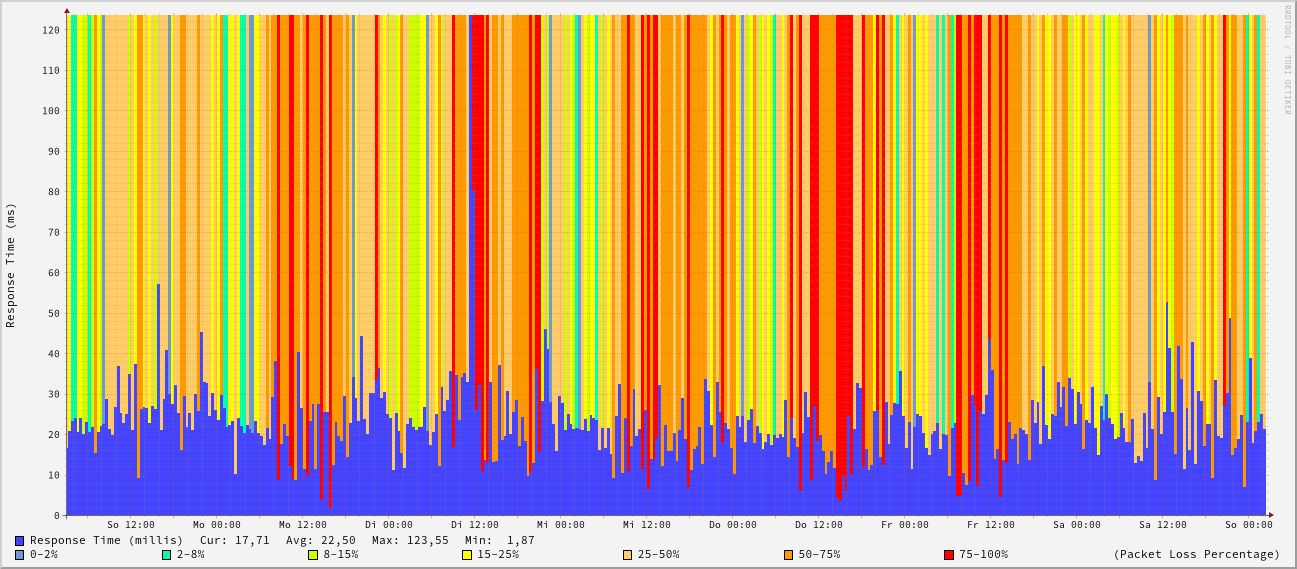 RRDTOOL / TOBI OETIKER
Response Time (ms)
120
110
100
90
80
70
60
50
40
30
20
10
0
So 12:00 Mo 00:00 Mo 12:00 Di 00:00 Di 12:00 Mi 00:00 Mi 12:00 Do 00:00 Do 12:00 Fr 00:00 Fr 12:00 Sa 00:00 Sa 12:00 So 00:00
Response Time (millis) Cur: 17,71 Avg: 22,50 Max: 123,55 Min: 1,87
0-2% 2-8% 8-15% 15-25% 25-50% 50-75% 75-100% (Packet Loss Percentage)